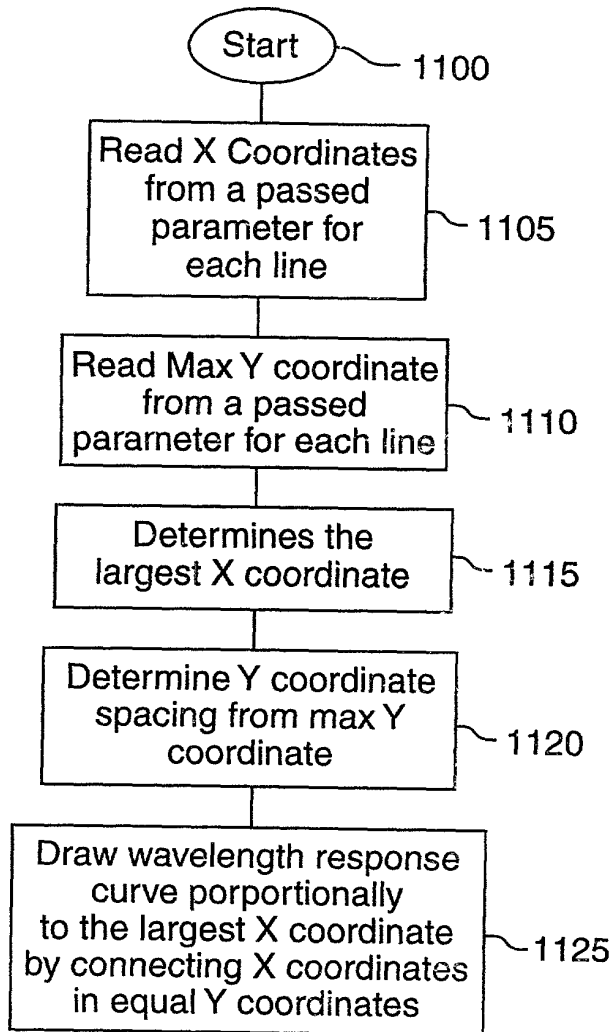 Start
1100
Read X Coordinates
from a passed
parameter for
each line
1105
Read Max Y coordinate
from a passed
parameter for each line
1110
Determines the
largest X coordinate
1115
Determine Y coordinate
spacing from max Y
coordinate
1120
Draw wavelength response
curve porportionally
to the largest X coordinate
by connecting X coordinates
in equal Y coordinates
1125